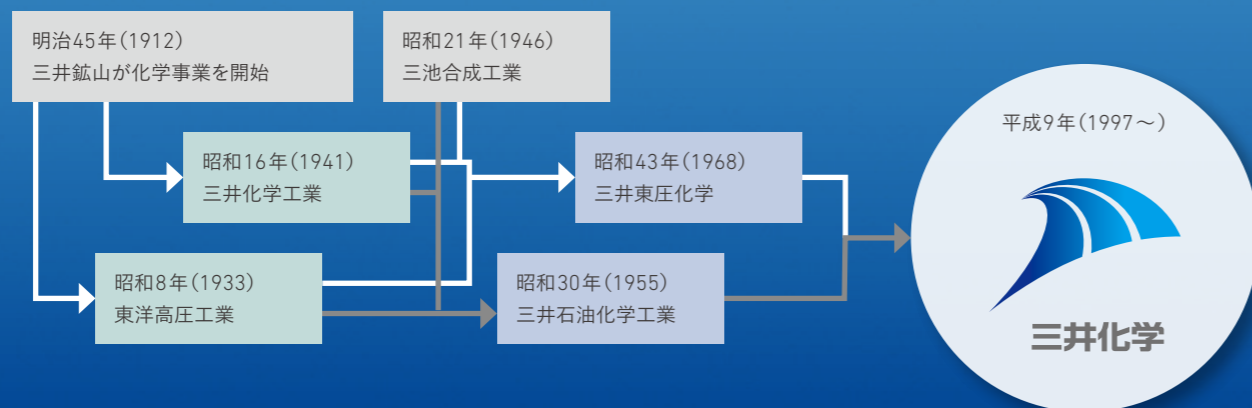 明治45年(1912)
三井鉱山が化学事業を開始
昭和21年(1946)
三池合成工業
昭和16年(1941)
三井化学工業
昭和8年(1933)
東洋高圧工業
昭和43年(1968)
三井東圧化学
昭和30年(1955)
三井石油化学工業
平成9年(1997～)
三井化学